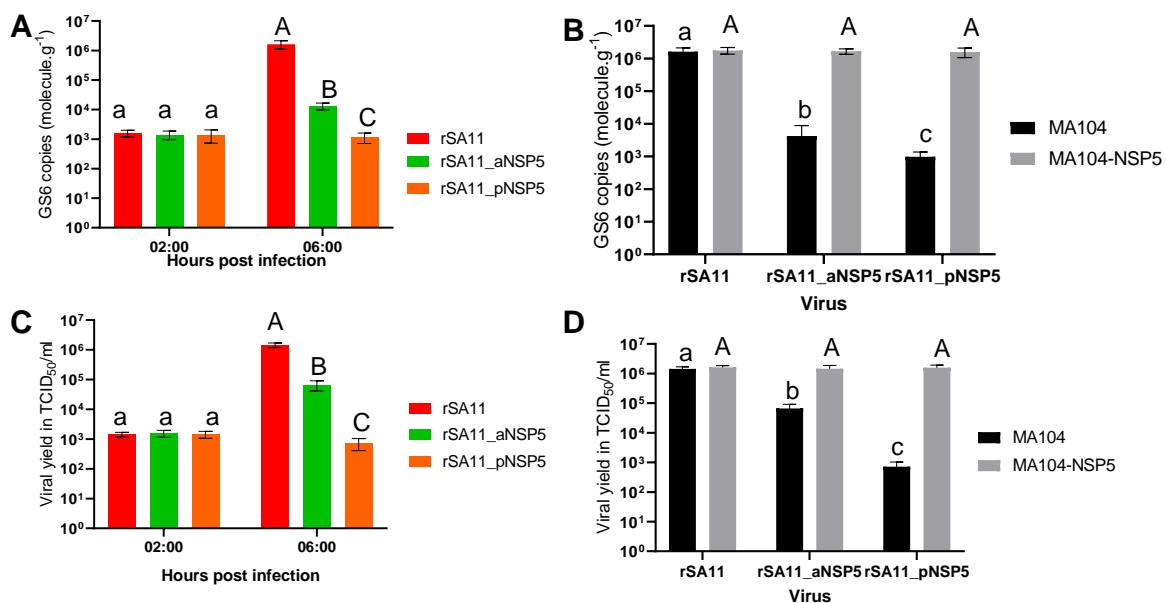 A
GS6 copies (molecule.g⁻¹)
10⁷
10⁶
10⁵
10⁴
10³
10²
10¹
10⁰
a a a
A
B
C
02:00 06:00
Hours post infection
rSA11
rSA11_aNSP5
rSA11_pNSP5
B
GS6 copies (molecule.g⁻¹)
10⁷
10⁶
10⁵
10⁴
10³
10²
10¹
10⁰
a A
b A
c A
rSA11 rSA11_aNSP5 rSA11_pNSP5
Virus
MA104
MA104-NSP5
C
Viral yield in TCID₅₀/ml
10⁷
10⁶
10⁵
10⁴
10³
10²
10¹
10⁰
a a a
A
B
C
02:00 06:00
Hours post infection
rSA11
rSA11_aNSP5
rSA11_pNSP5
D
Viral yield in TCID₅₀/ml
10⁷
10⁶
10⁵
10⁴
10³
10²
10¹
10⁰
a A
b A
c A
rSA11 rSA11_aNSP5 rSA11_pNSP5
Virus
MA104
MA104-NSP5